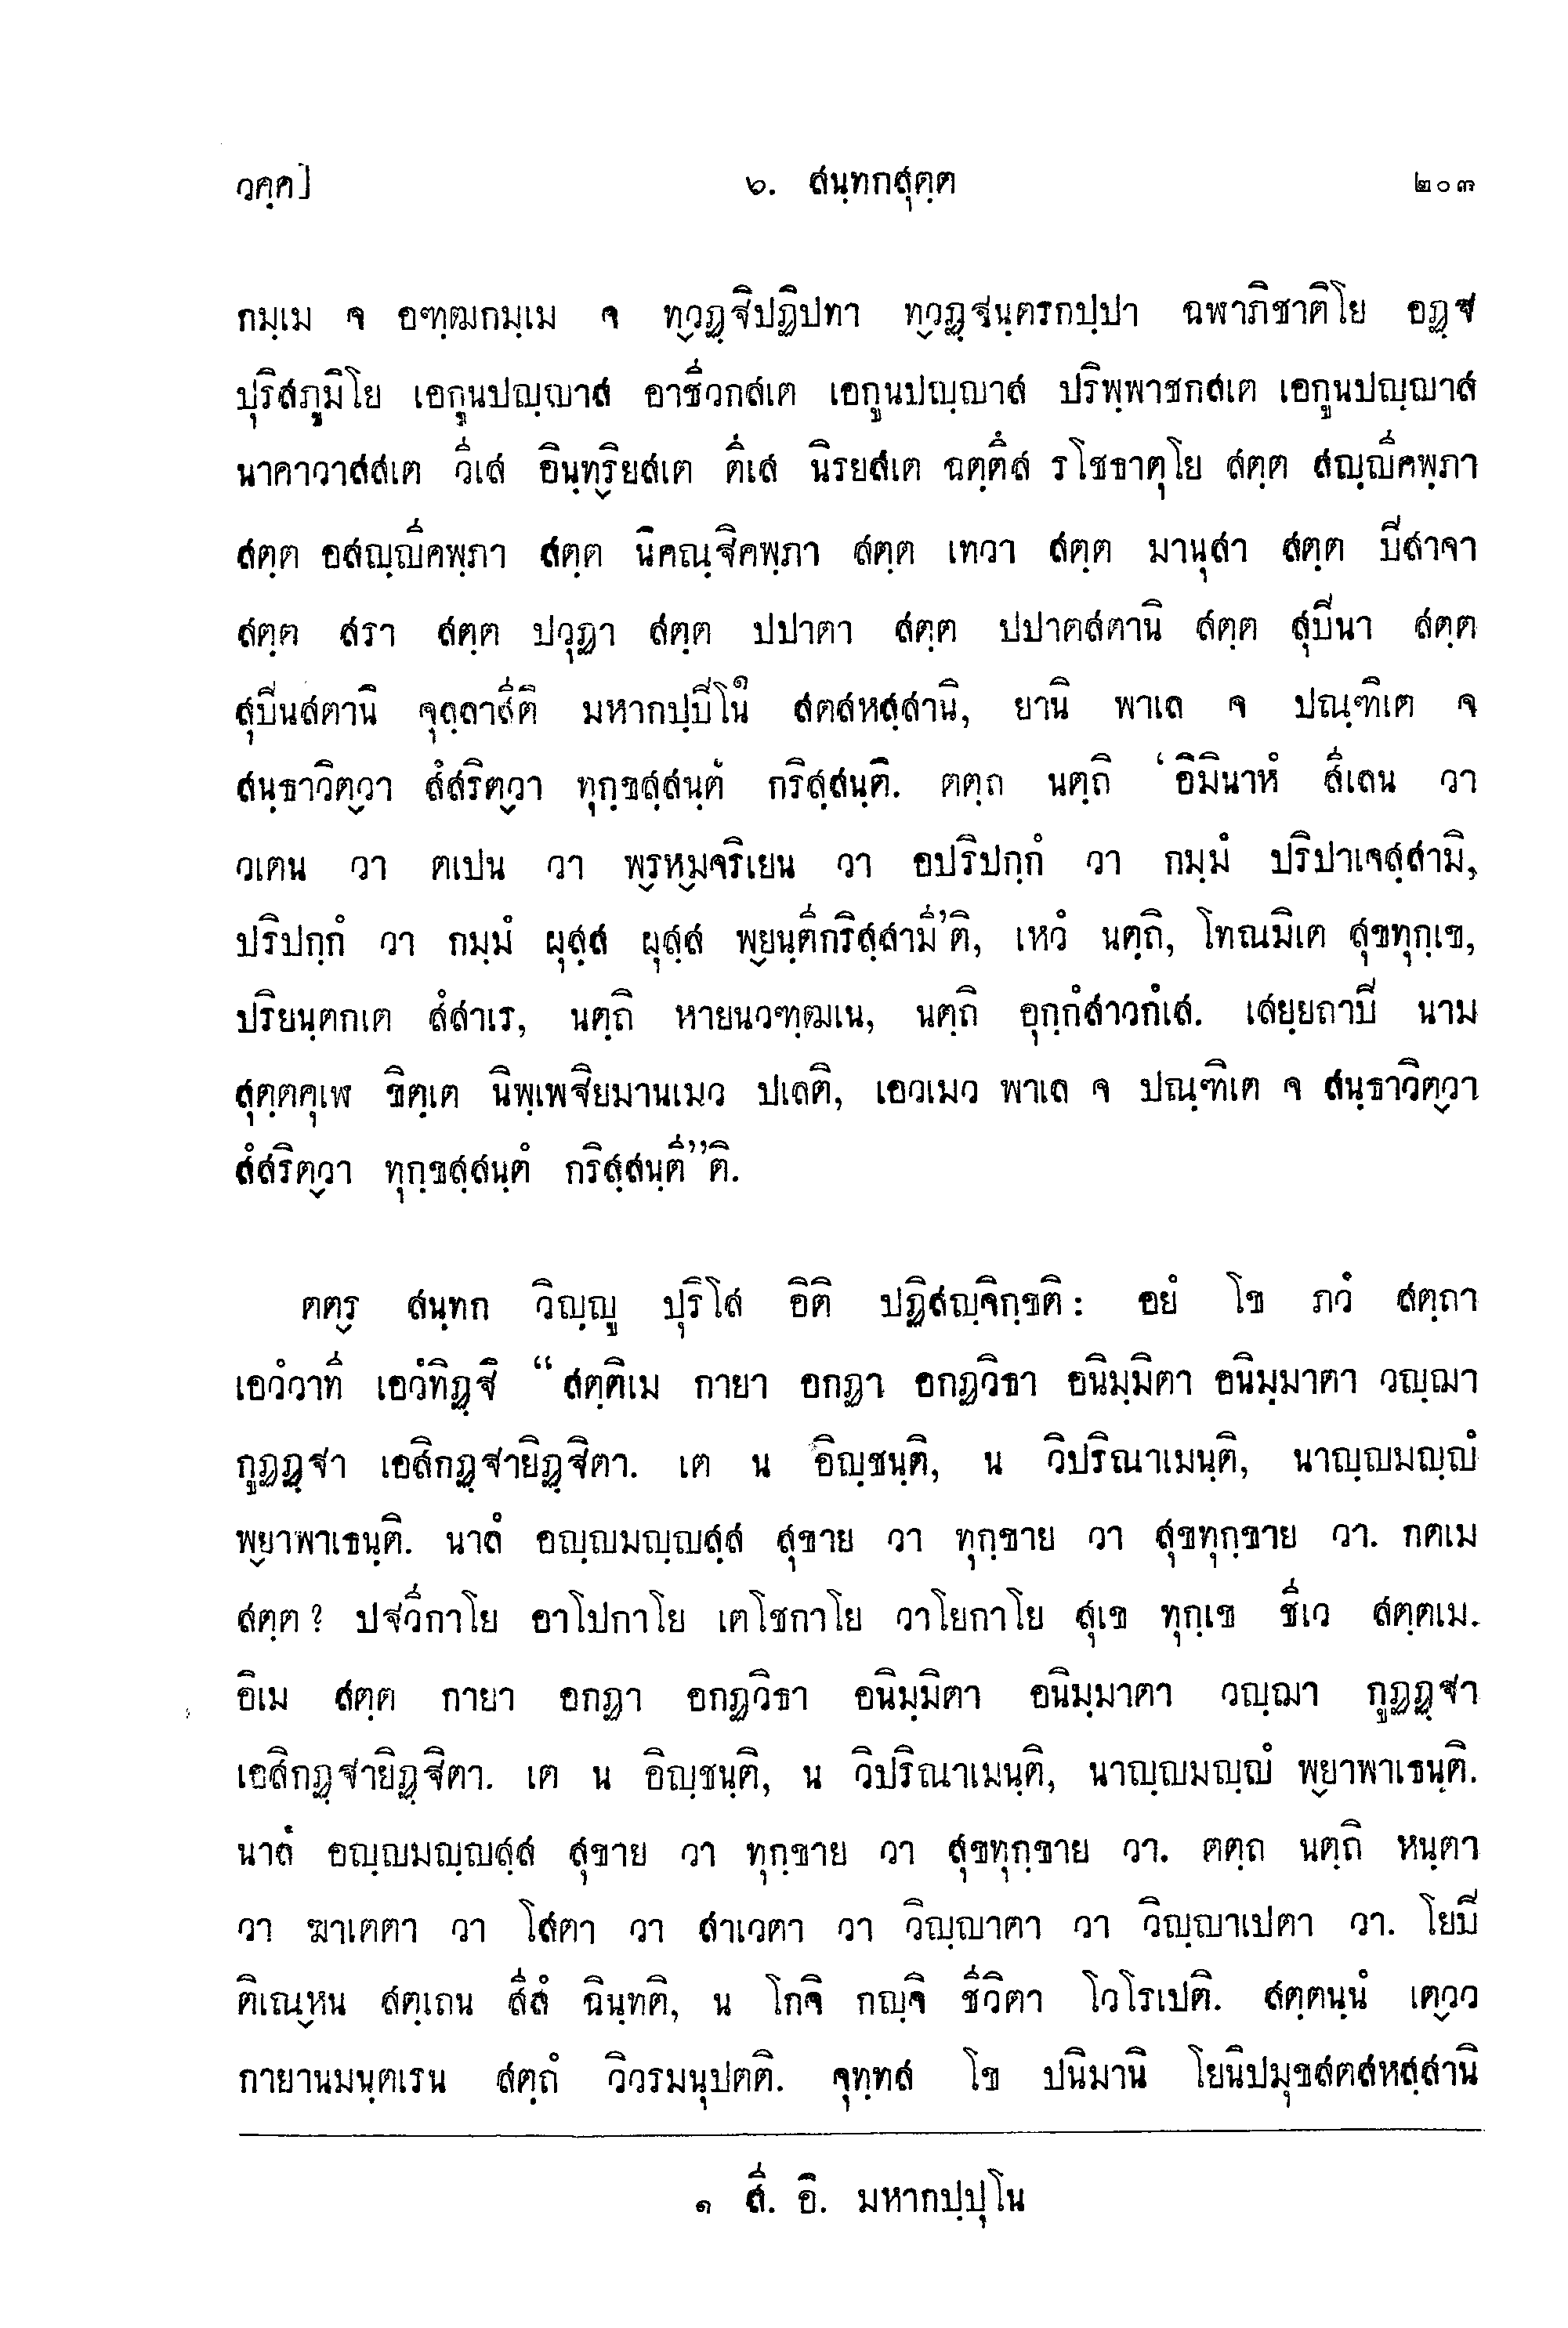 วคฺค] ๖. สนฺทกสุตฺต ๒๐๓
กมฺเม จ อฑฺฒกมฺเม จ ทฺวฏฺฐิปฏิปทา ทฺวฏฺฐนฺตรกปฺปา ฉฬาภิชาติโย อฏฺฐ
ปุริสภูมิโย เอกูนปญฺญาส อาชีวกสเต เอกูนปญฺญาส ปริพฺพาชกสเต เอกูนปญฺญาส
นาคาวาสสเต วีเส อินฺทฺริยสเต ตึเส นิรยสเต ฉตฺตึส รโชธาตุโย สตฺต สญฺญีคพฺภา
สตฺต อสญฺญีคพฺภา สตฺต นิคณฺฐิคพฺภา สตฺต เทวา สตฺต มานุสา สตฺต ปิสาจา
สตฺต สรา สตฺต ปวุฏา สตฺต ปปาตา สตฺต ปปาตสตานิ สตฺต สุปินา สตฺต
สุปินสตานิ จุลฺลาสีติ มหากปฺปิโน๑ สตสหสฺสานิ, ยานิ พาเล จ ปณฺฑิเต จ
สนฺธาวิตฺวา สํสริตฺวา ทุกฺขสฺสนฺตํ กริสฺสนฺติ. ตตฺถ นตฺถิ ‘อิมินาหํ สีเลน วา
วเตน วา ตเปน วา พฺรหฺมจริเยน วา อปริปกฺกํ วา กมฺมํ ปริปาเจสฺสามิ,
ปริปกฺกํ วา กมฺมํ ผุสฺส ผุสฺส พฺยนฺตีกริสฺสามี’ติ, เหวํ นตฺถิ, โทณมิเต สุขทุกฺเข,
ปริยนฺตกเต สํสาเร, นตฺถิ หายนวฑฺฒเน, นตฺถิ อุกฺกํสาวกํเส. เสยฺยถาปิ นาม
สุตฺตคุเฬ ขิตฺเต นิพฺเพฐิยมานเมว ปเลติ, เอวเมว พาเล จ ปณฺฑิเต จ สนฺธาวิตฺวา
สํสริตฺวา ทุกฺขสฺสนฺตํ กริสฺสนฺตี”ติ.
ตตฺร สนฺทก วิญฺญู ปุริโส อิติ ปฏิสญฺจิกฺขติ: อยํ โข ภวํ สตฺถา
เอวํวาที เอวํทิฏฺฐิ “สตฺติเม กายา อกฏา อกฏวิธา อนิมฺมิตา อนิมฺมาตา วญฺฌา
กูฏฏฺฐา เอสิกฏฺฐายิฏฺฐิตา. เต น อิญฺชนฺติ, น วิปริณาเมนฺติ, นาญฺญมญฺญํ
พฺยาพาเธนฺติ. นาลํ อญฺญมญฺญสฺส สุขาย วา ทุกฺขาย วา สุขทุกฺขาย วา. กตเม
สตฺต? ปฐวีกาโย อาโปกาโย เตโชกาโย วาโยกาโย สุเข ทุกฺเข ชีเว สตฺตเม.
อิเม สตฺต กายา อกฏา อกฏวิธา อนิมฺมิตา อนิมฺมาตา วญฺฌา กูฏฏฺฐา
เอสิกฏฺฐายิฏฺฐิตา. เต น อิญฺชนฺติ, น วิปริณาเมนฺติ, นาญฺญมญฺญํ พฺยาพาเธนฺติ.
นาลํ อญฺญมญฺญสฺส สุขาย วา ทุกฺขาย วา สุขทุกฺขาย วา. ตตฺถ นตฺถิ หนฺตา
วา ฆาเตตา วา โสตา วา สาเวตา วา วิญฺญาตา วา วิญฺญาเปตา วา. โยปิ
ติเณฺหน สตฺเถน สีสํ ฉินฺทติ, น โกจิ กญฺจิ ชีวิตา โวโรเปติ. สตฺตนฺนํ เตฺวว
กายานมนฺตเรน สตฺถํ วิวรมนุปตติ. จุทฺทส โข ปนิมานิ โยนิปมุขสตสหสฺสานิ
๑ สี. อิ. มหากปฺปุโน